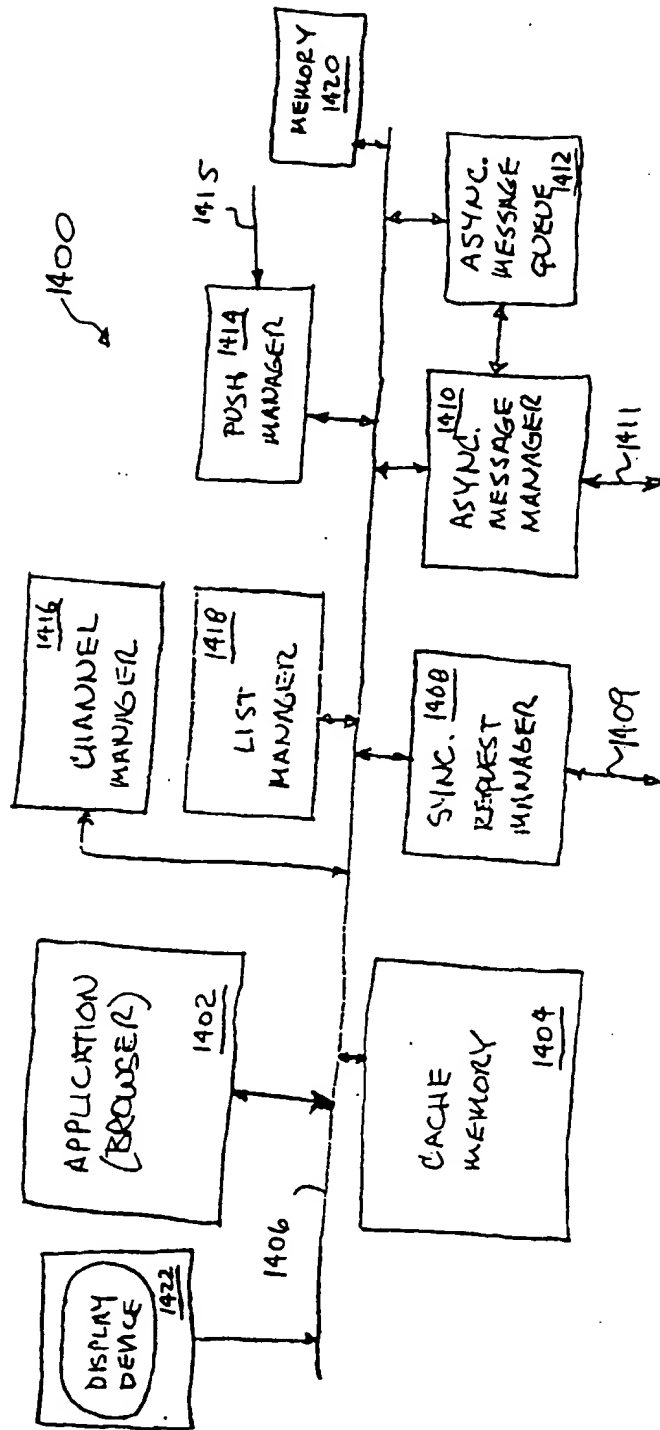 1400
DISPLAY
DEVICE
1422
APPLICATION
(BROWSER)
1402
1416
CHANNEL
MANAGER
1418
LIST
MANAGER
PUSH 1414
MANAGER
1415
MEMORY
1420
1406
CACHE
MEMORY
1404
SYNC. 1408
REQUEST
MANAGER
1409
1410
ASYNC.
MESSAGE
MANAGER
1411
ASYNC.
MESSAGE
QUEUE
1412